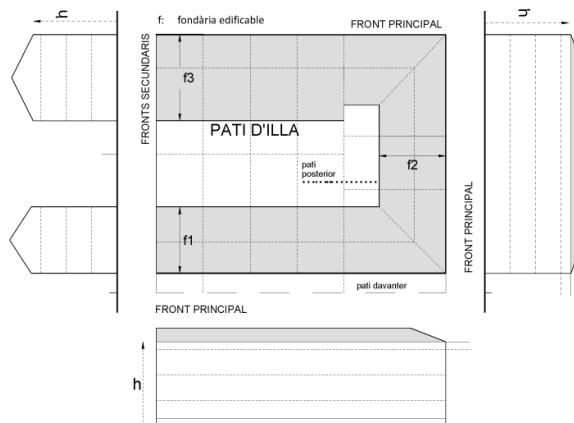 f: fondària edificable
FRONT PRINCIPAL
h
h
FRONTS SECUNDARIS
f3
PATI D'ILLA
pati
posterior
f2
f1
FRONT PRINCIPAL
pati davanter
FRONT PRINCIPAL
h